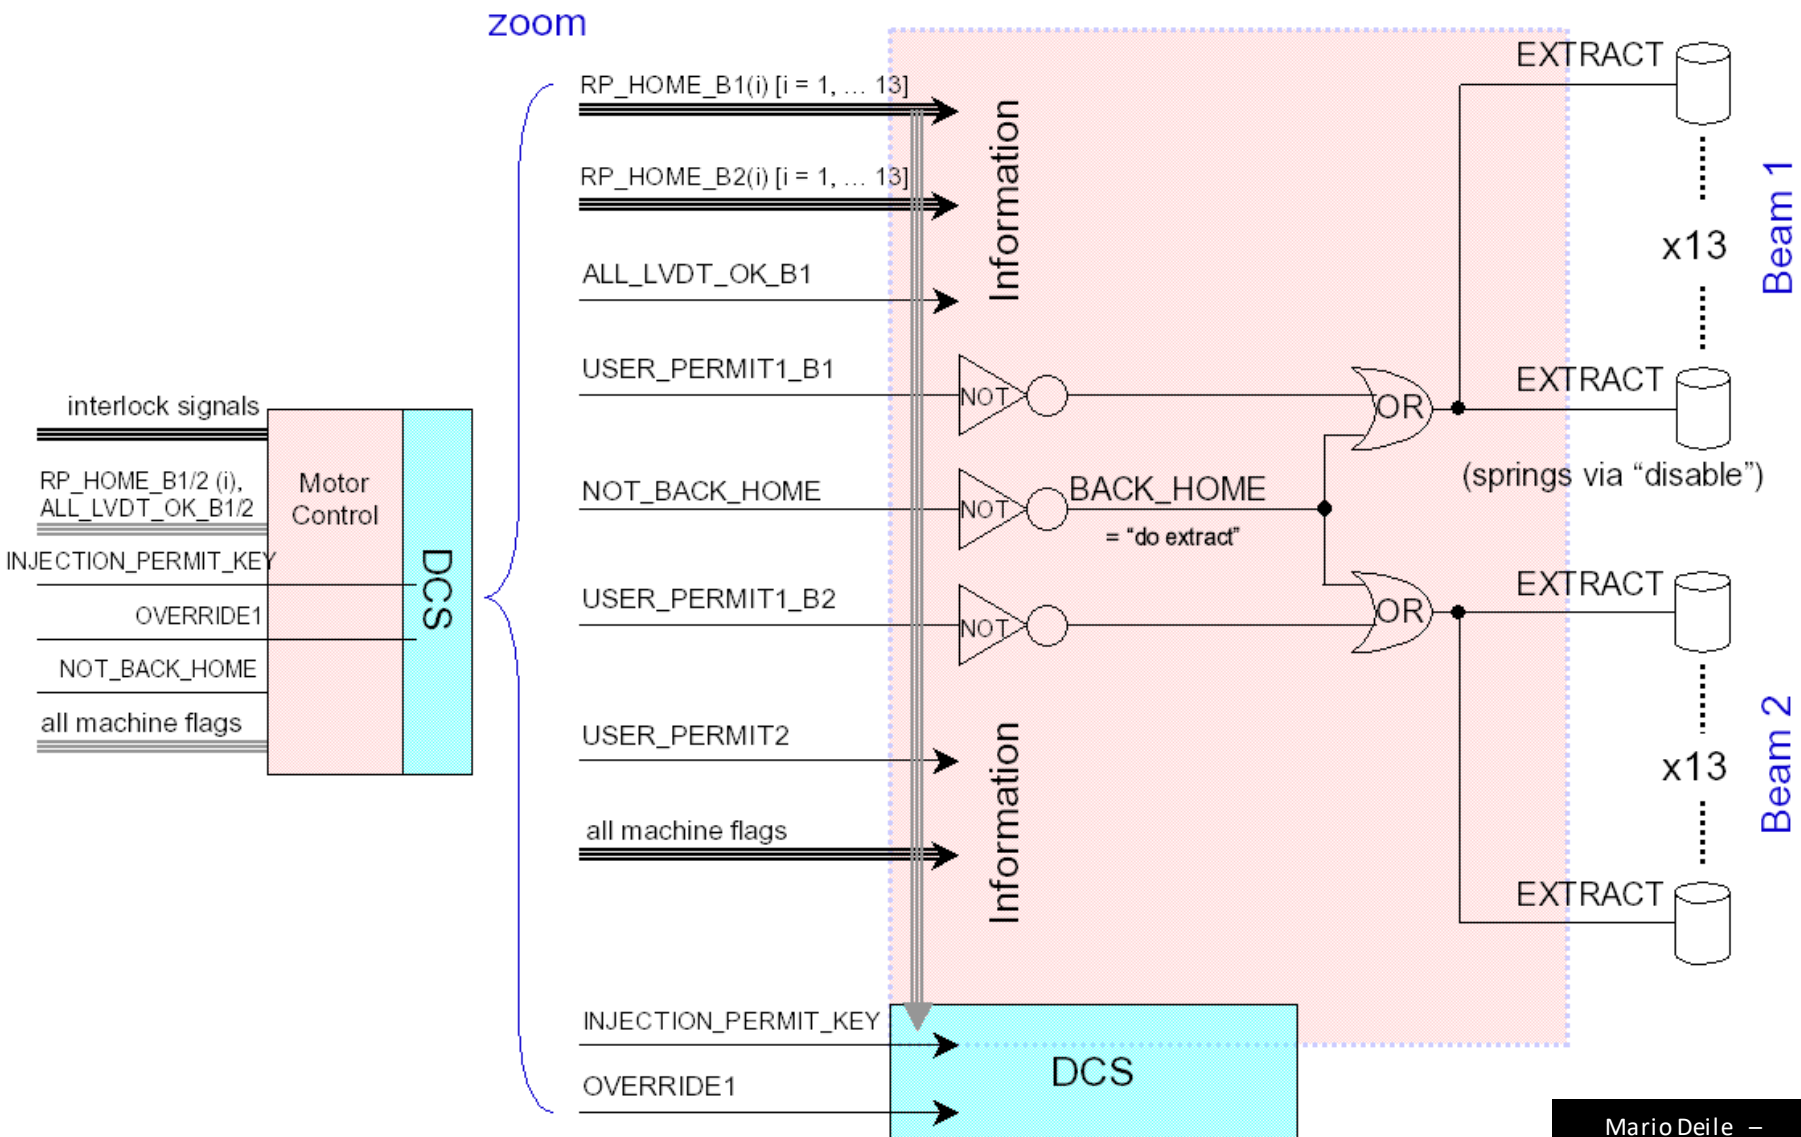 zoom
interlock signals
RP_HOME_B1/2 (i),
ALL_LVDT_OK_B1/2
INJECTION_PERMIT_KEY
OVERRIDE1
NOT_BACK_HOME
all machine flags
Motor
Control
DCS
RP_HOME_B1(i) [i = 1, ... 13]
RP_HOME_B2(i) [i = 1, ... 13]
ALL_LVDT_OK_B1
USER_PERMIT1_B1
NOT_BACK_HOME
USER_PERMIT1_B2
USER_PERMIT2
all machine flags
INJECTION_PERMIT_KEY
OVERRIDE1
Information
NOT
NOT
BACK_HOME
= “do extract”
NOT
Information
DCS
OR
OR
EXTRACT
x13
EXTRACT
(springs via “disable”)
Beam 1
EXTRACT
x13
EXTRACT
Beam 2
Mario Deile –